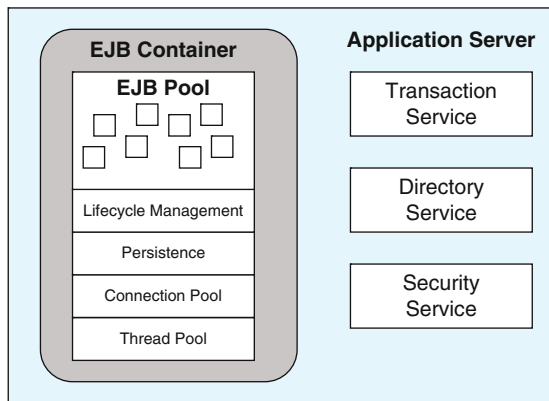 EJB Container
EJB Pool
Lifecycle Management
Persistence
Connection Pool
Thread Pool
Application Server
Transaction
Service
Directory
Service
Security
Service